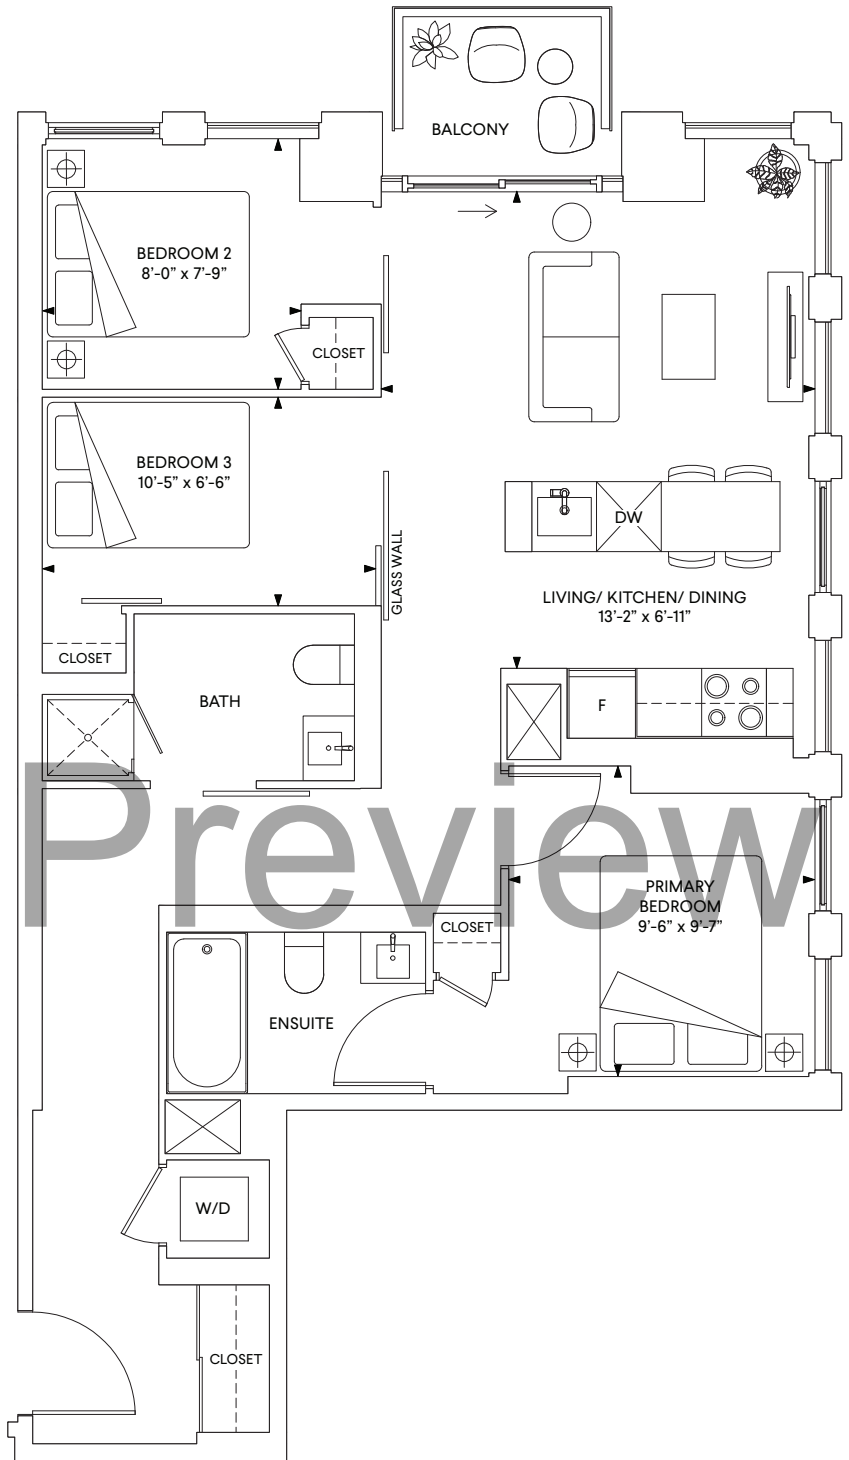 BALCONY
BEDROOM 2
8'-0" x 7'-9"
CLOSET
BEDROOM 3
10'-5" x 6'-6"
GLASS WALL
DW
LIVING/ KITCHEN/ DINING
13'-2" x 6'-11"
CLOSET
BATH
F
Preview
PRIMARY
BEDROOM
9'-6" x 9'-7"
CLOSET
ENSUITE
W/D
CLOSET